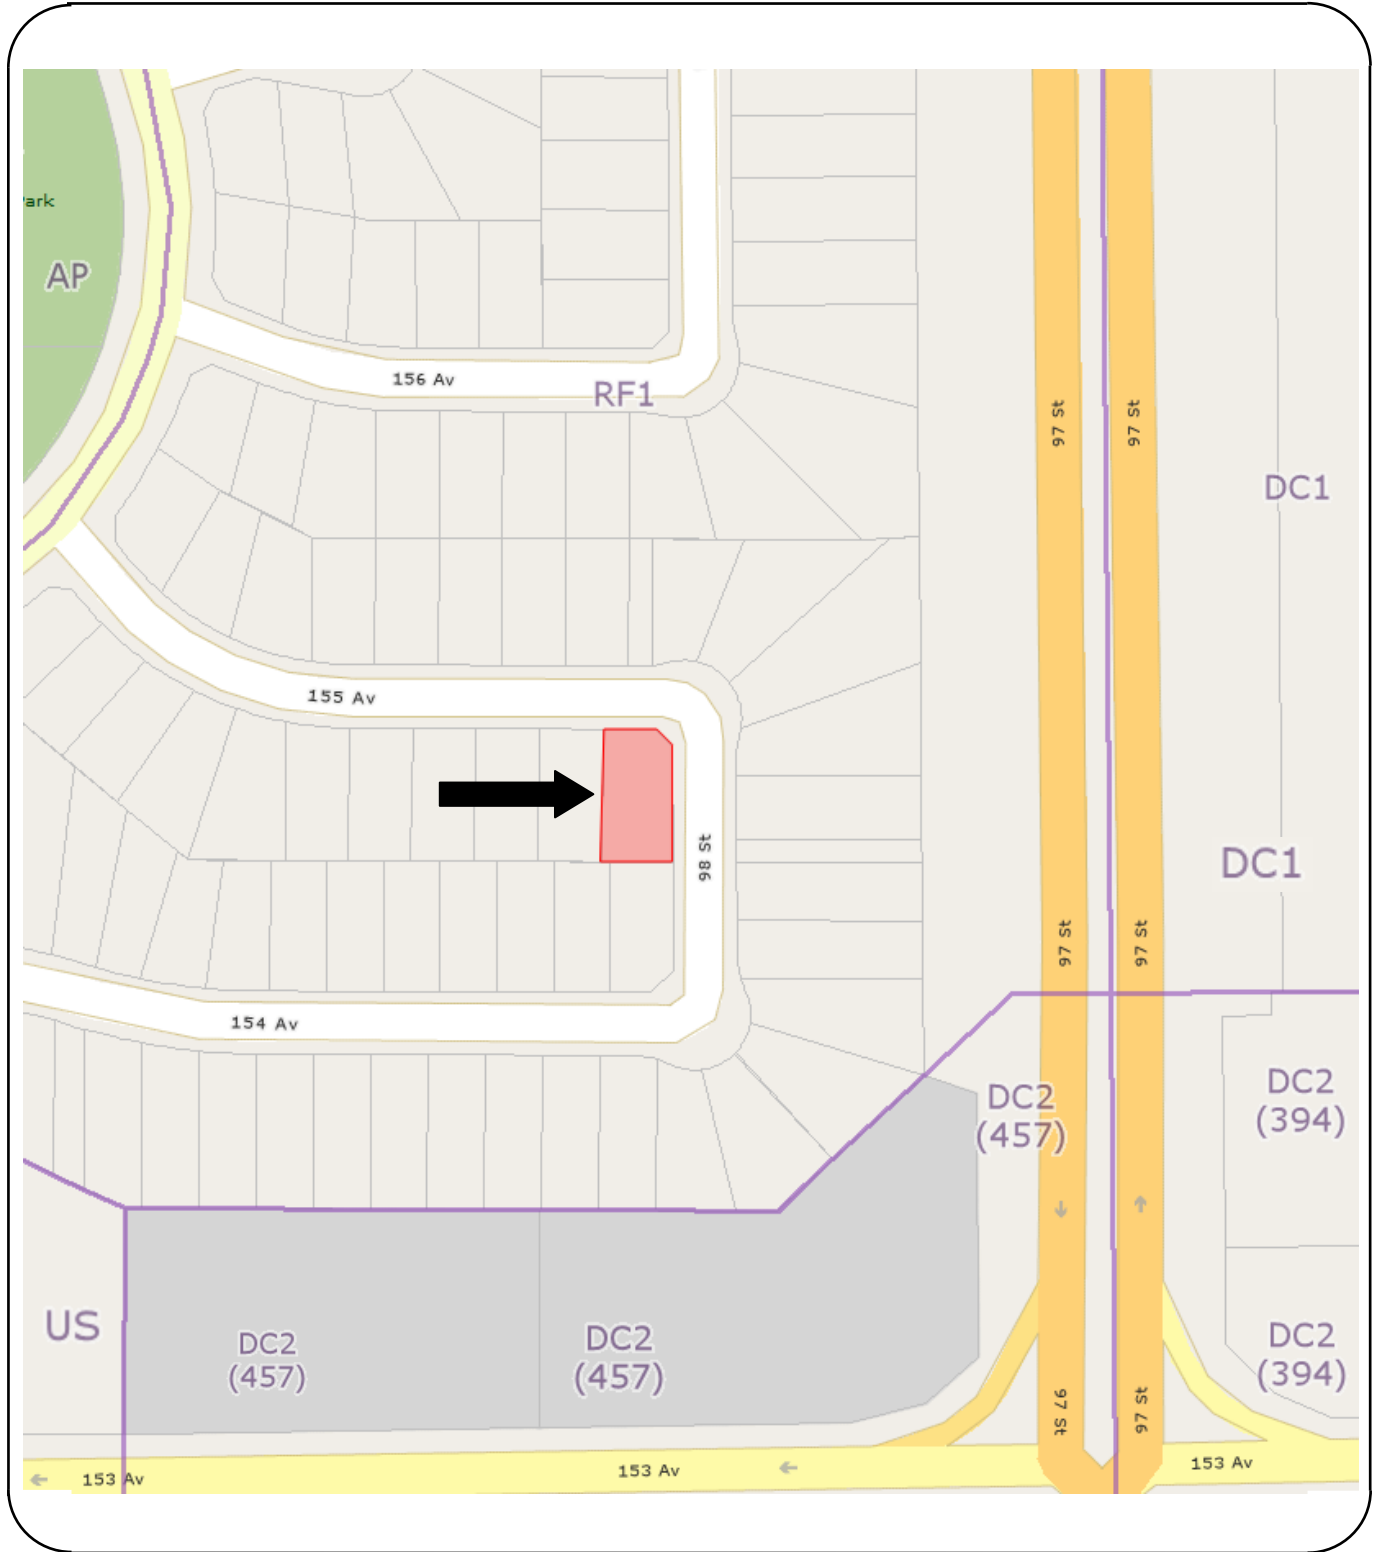 ark
AP
156 Av
RF1
97 St
97 St
DC1
155 Av
98 St
DC1
97 St
97 St
154 Av
DC2
(457)
DC2
(394)
US
DC2
(457)
DC2
(457)
DC2
(394)
97 St
97 St
153 Av
153 Av
153 Av